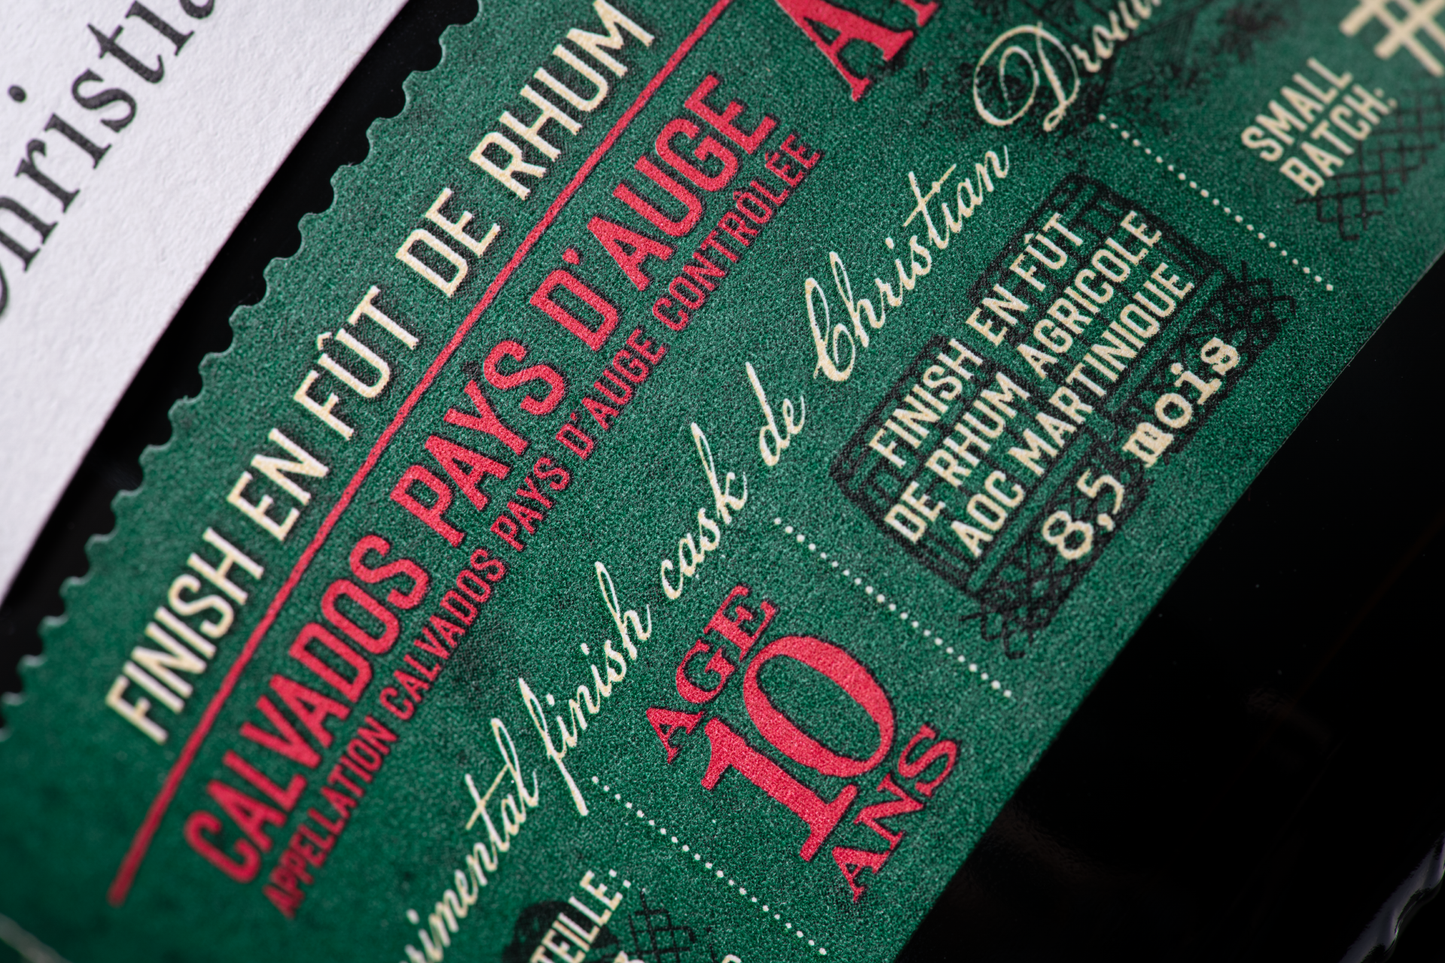 FINISH EN FÛT DE RHUM
CALVADOS PAYS D'AUGE
APPELLATION CALVADOS PAYS D'AUGE CONTRÔLÉE
finish cask de Christian
AGE
10
ANS
FINISH EN FÛT
DE RHUM AGRICOLE
AOC MARTINIQUE
8,5 mois
SMALL
BATCH:
#